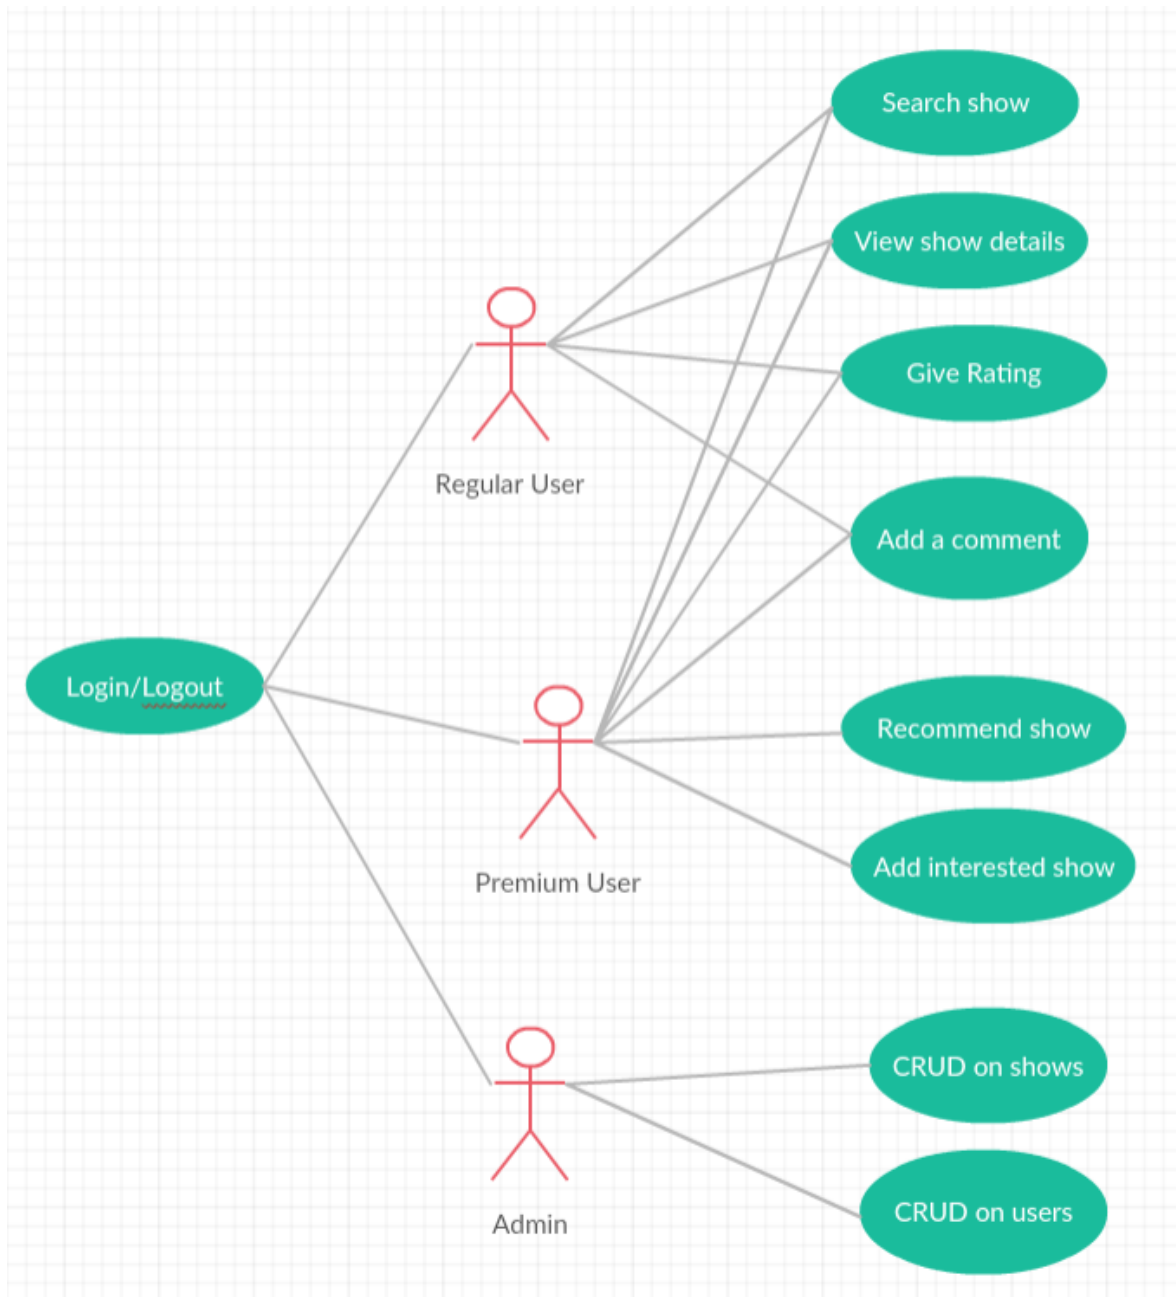 Search show
View show details
Give Rating
Regular User
Add a comment
Login/Logout
Recommend show
Premium User
Add interested show
CRUD on shows
CRUD on users
Admin